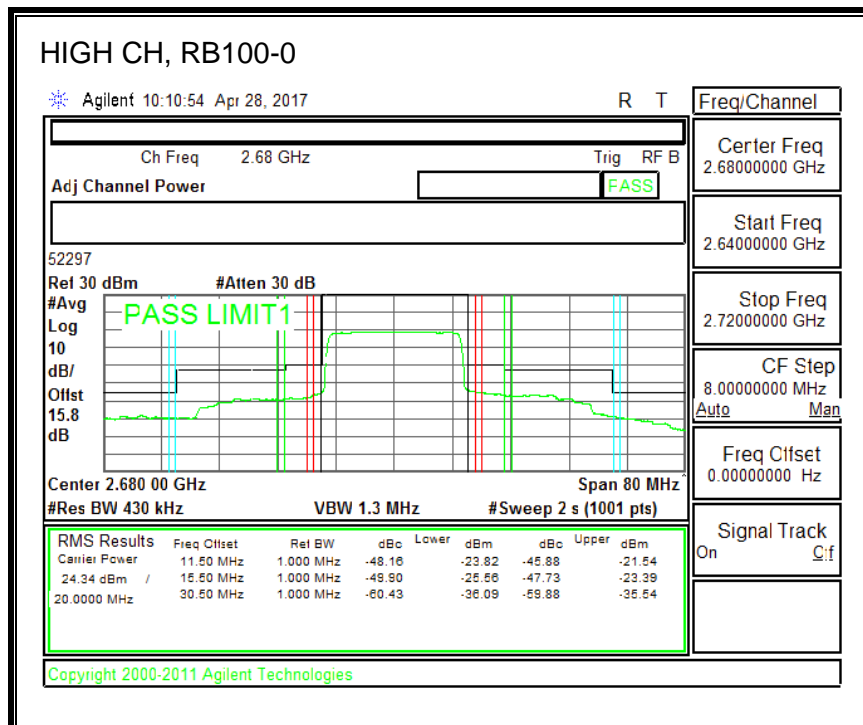 HIGH CH, RB100-0
Agilent 10:10:54 Apr 28, 2017 R T
Freq/Channel
Ch Freq 2.68 GHz Trig RF B
Adj Channel Power PASS
Center Freq
2.68000000 GHz
Start Freq
2.64000000 GHz
Stop Freq
2.72000000 GHz
CF Step
8.00000000 MHz
Auto Man
Freq Offset
0.00000000 Hz
Signal Track
On Off
52297
Ref 30 dBm #Atten 30 dB
#Avg
Log
10
dB/
Offst
15.8
dB
PASS LIMIT1
Center 2.680 00 GHz Span 80 MHz
#Res BW 430 kHz VBW 1.3 MHz #Sweep 2 s (1001 pts)
RMS Results Freq Offset Ref BW dBc Lower dBm dBc Upper dBm
Carrier Power 11.50 MHz 1.000 MHz -48.16 -23.82 -45.88 -21.54
24.34 dBm / 15.50 MHz 1.000 MHz -49.90 -25.56 -47.73 -23.39
20.0000 MHz 30.50 MHz 1.000 MHz -60.43 -36.09 -59.88 -35.54
Copyright 2000-2011 Agilent Technologies